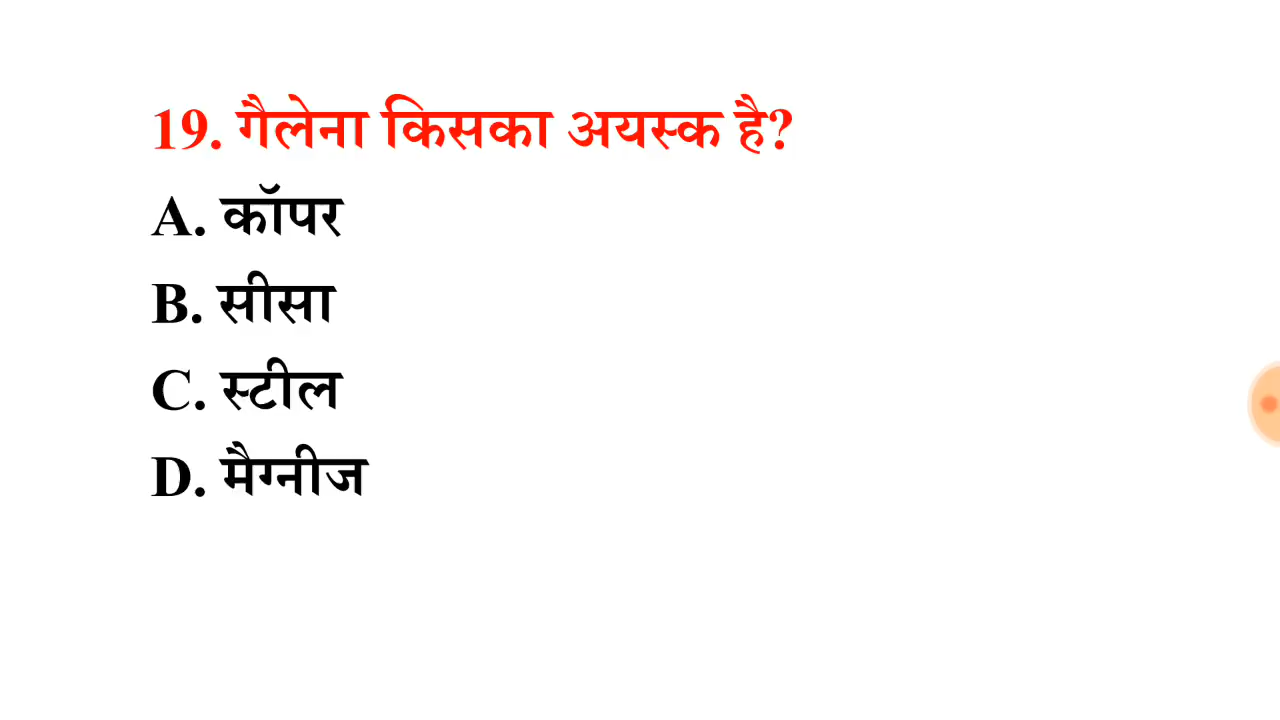 19. गैलेना किसका अयस्क है?
A. कॉपर
B. सीसा
C. स्टील
D. मैग्नीज